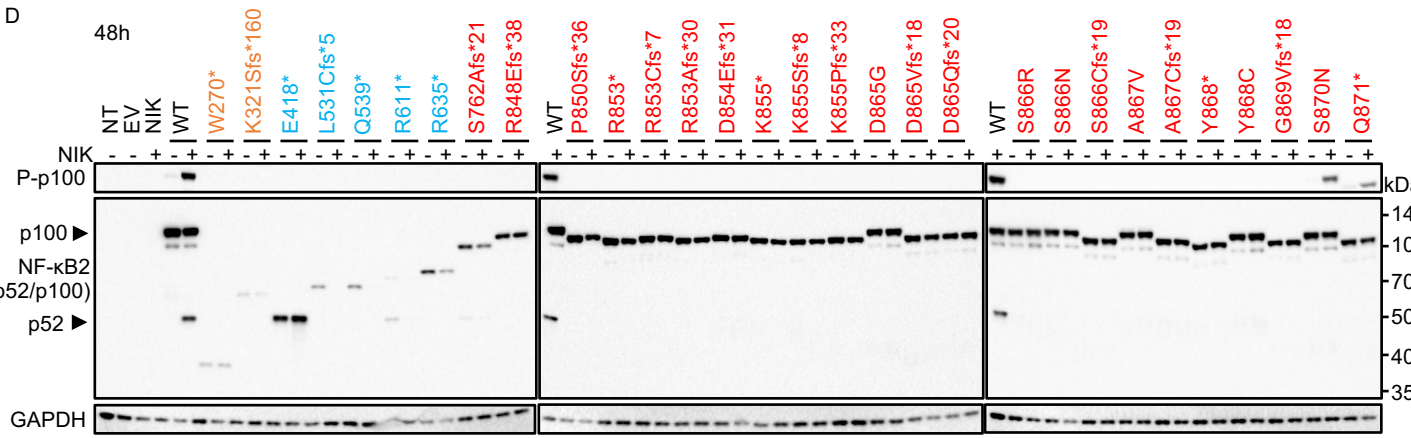 D
48h
NT
EV
NIK
WT
W270*
K321Sfs*160
E418*
L531Cfs*5
Q539*
R611*
R635*
S762Afs*21
R848Efs*38
WT
P850Sfs*36
R853*
R853Cfs*7
R853Afs*30
D854Efs*31
K855*
K855Sfs*8
K855Pfs*33
D865G
D865Vfs*18
D865Qfs*20
WT
S866R
S866N
S866Cfs*19
A867V
A867Cfs*19
Y868*
Y868C
G869Vfs*18
S870N
Q871*
NIK - - + - + - + - + - + - + - + - + - + - + - + + - + - + - + - + - + - + - + - + - + - + - + + - + - + - + - + - + - + - + - + - + - +
P-p100
kDa
p100 ►
14
10
NF-κB2
p52/p100)
70
p52 ►
50
40
35
GAPDH